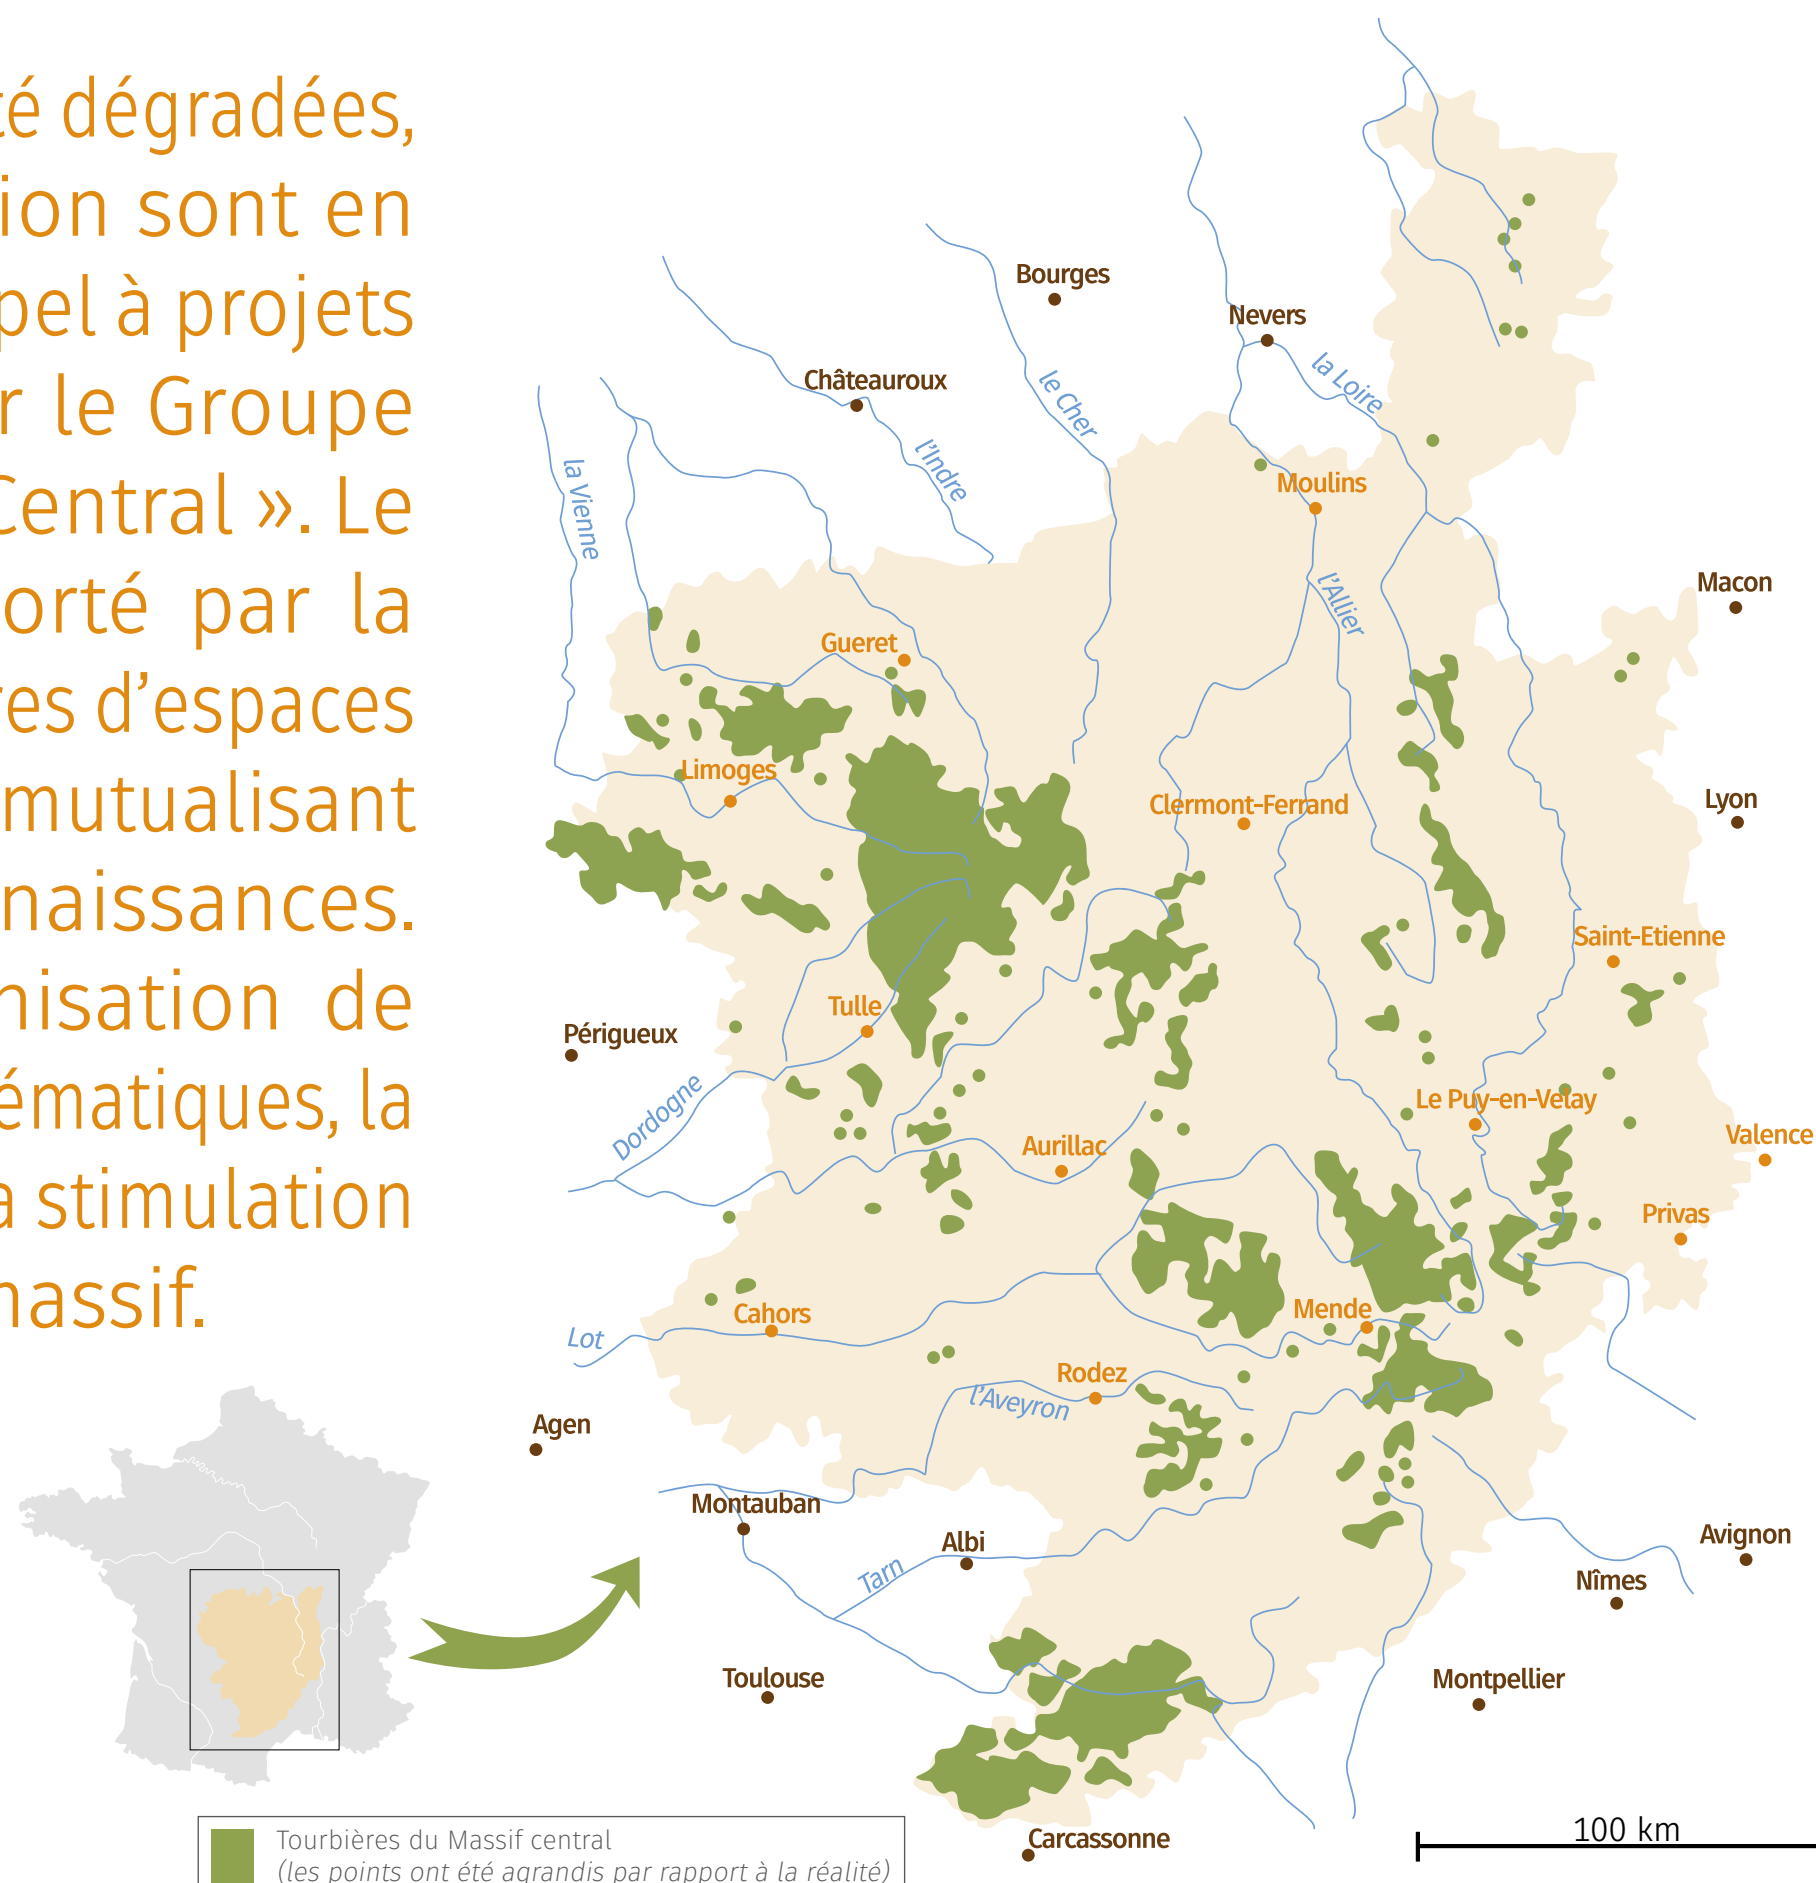 té dégradées,
ion sont en
pel à projets
r le Groupe
Central ». Le
orté par la
res d'espaces
mutualisant
naissances.
nisation de
ématiques, la
a stimulation
massif.
Bourges
Nevers
la Loire
Châteauroux
le Cher
l'Indre
la Vienne
Moulins
l'Allier
Macon
Gueret
Limoges
Clermont-Ferrand
Lyon
Saint-Etienne
Tulle
Périgueux
Dordogne
Le Puy-en-Velay
Aurillac
Valence
Privas
Cahors
Mende
Lot
Rodez
l'Aveyron
Agen
Montauban
Albi
Tarn
Avignon
Nîmes
Toulouse
Montpellier
Carcassonne
100 km
Tourbières du Massif central
(les points ont été agrandis par rapport à la réalité)